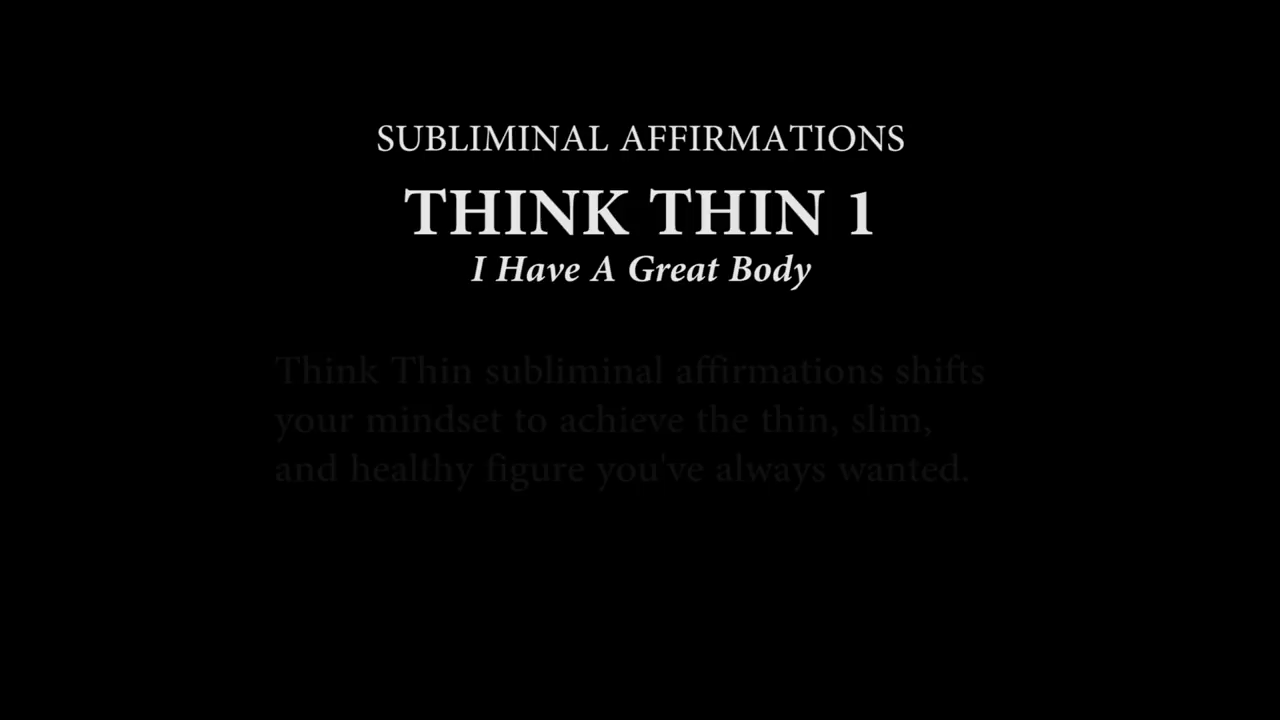 SUBLIMINAL AFFIRMATIONS
THINK THIN 1
I Have A Great Body
Think Thin subliminal affirmations shifts
your mindset to achieve the thin, slim,
and healthy figure you've always wanted.